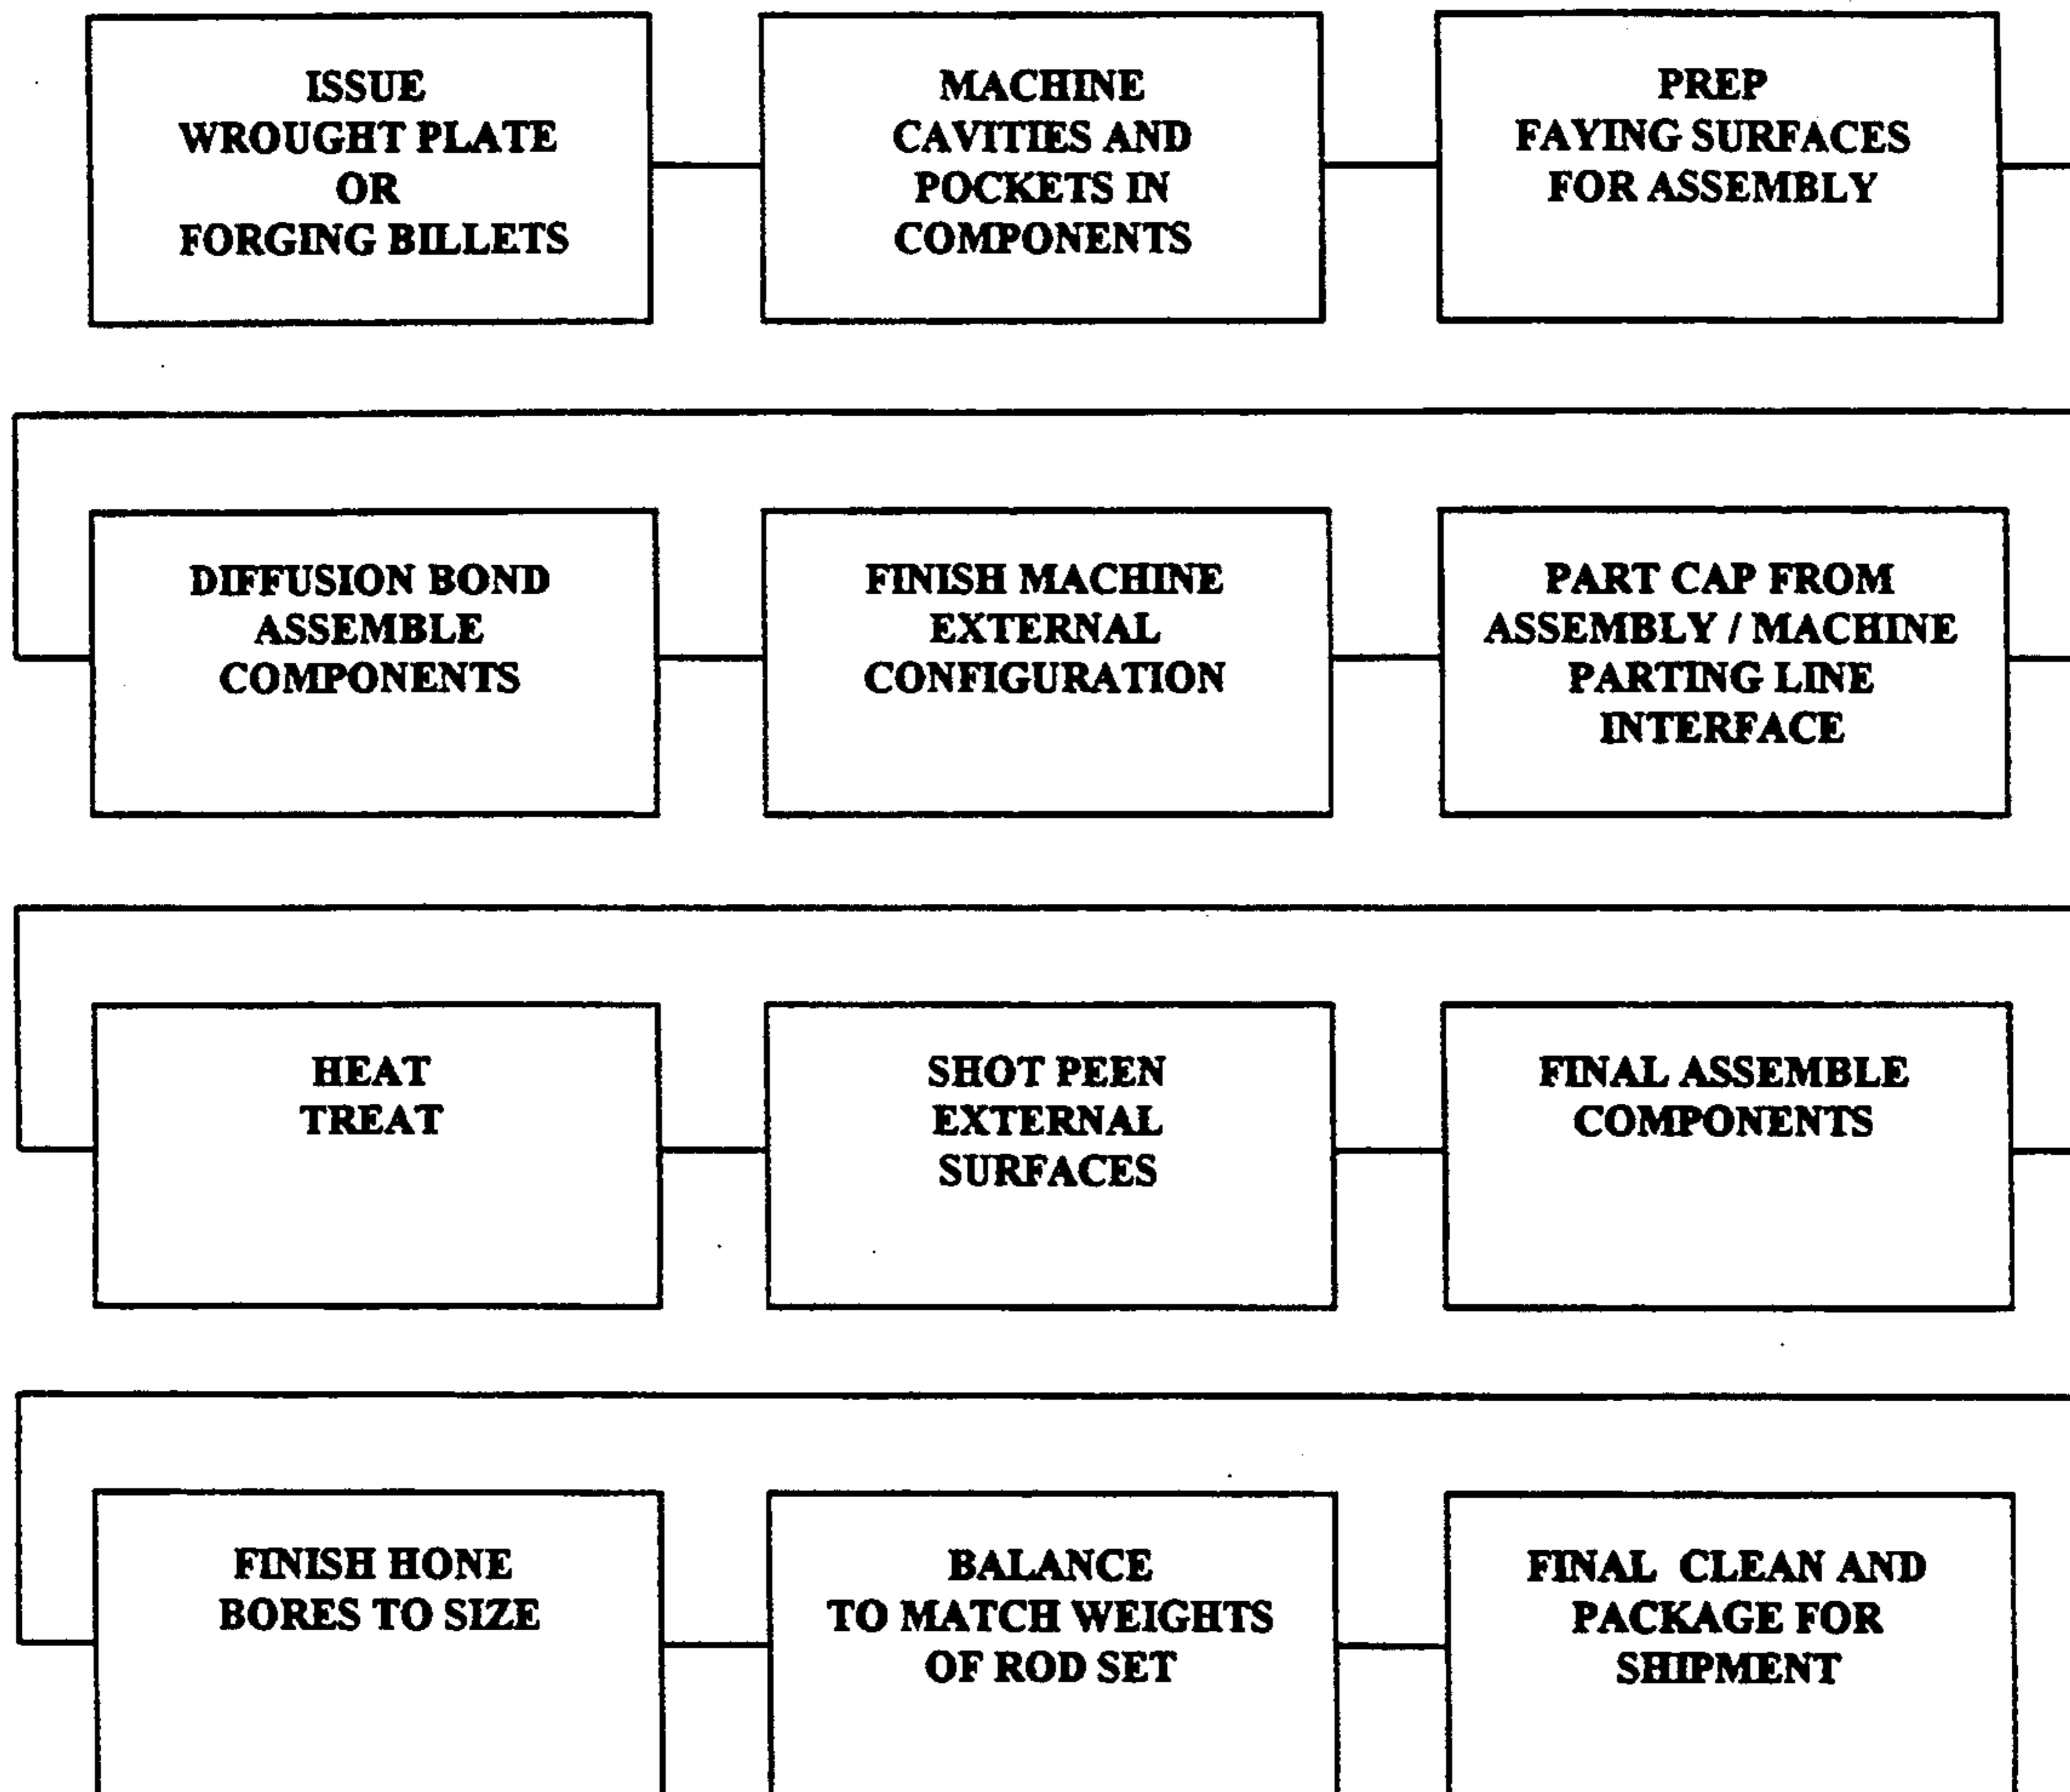 ISSUE
WROUGHT PLATE
OR
FORGING BILLETS
MACHINE
CAVITIES AND
POCKETS IN
COMPONENTS
PREP
FAYING SURFACES
FOR ASSEMBLY
DIFFUSION BOND
ASSEMBLE
COMPONENTS
FINISH MACHINE
EXTERNAL
CONFIGURATION
PART CAP FROM
ASSEMBLY / MACHINE
PARTING LINE
INTERFACE
HEAT
TREAT
SHOT PEEN
EXTERNAL
SURFACES
FINAL ASSEMBLE
COMPONENTS
FINISH HONE
BORES TO SIZE
BALANCE
TO MATCH WEIGHTS
OF ROD SET
FINAL CLEAN AND
PACKAGE FOR
SHIPMENT